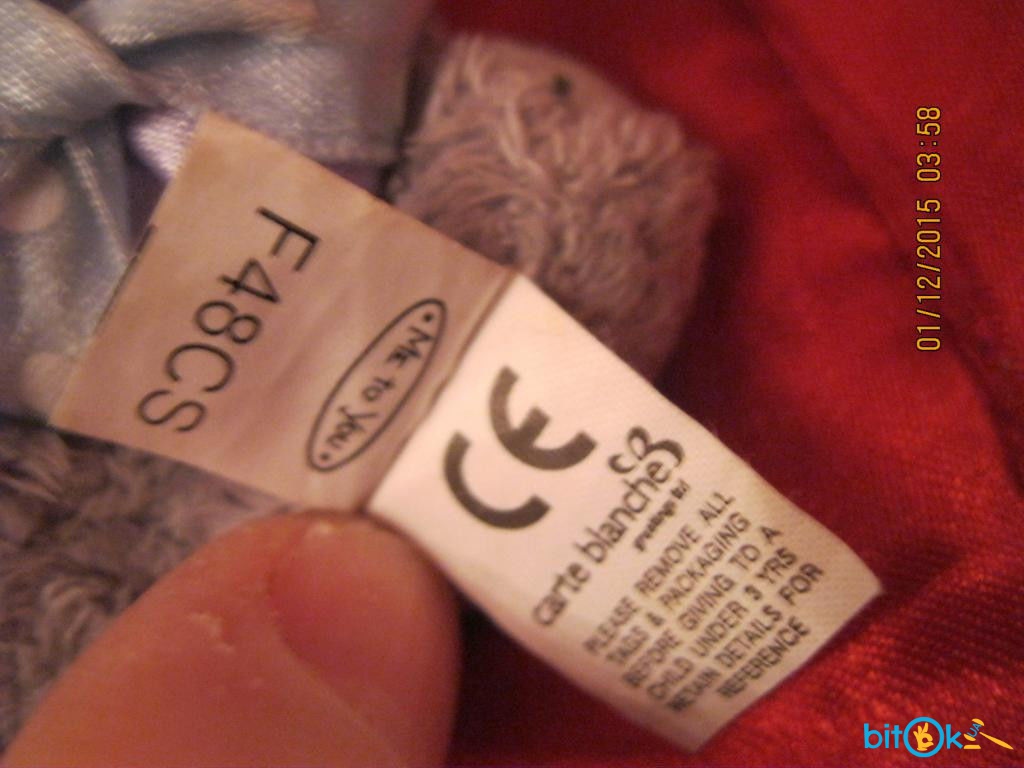 F48CS
• Me to you •
CE
carte blanche
greetings ltd
PLEASE REMOVE ALL
TAGS & PACKAGING
BEFORE GIVING TO A
CHILD UNDER 3 YRS
RETAIN DETAILS FOR
REFERENCE
01/12/2015 03:58
bitOk
UA